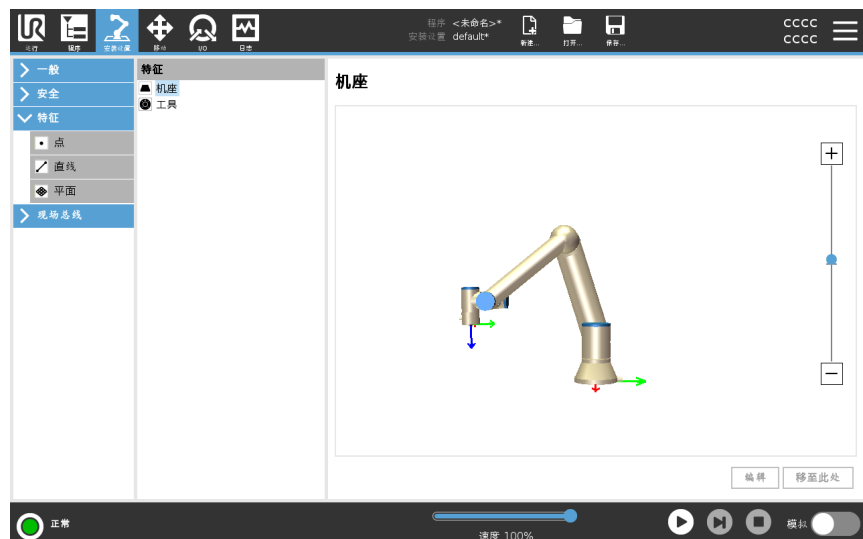 运行 程序 安装设置 移动 I/O 日志
程序 <未命名>*
安装设置 default*
新建... 打开... 保存...
cccc
cccc
一般
安全
特征
点
直线
平面
现场总线
特征
机座
工具
机座
编辑 移至此处
正常
速度 100%
模拟